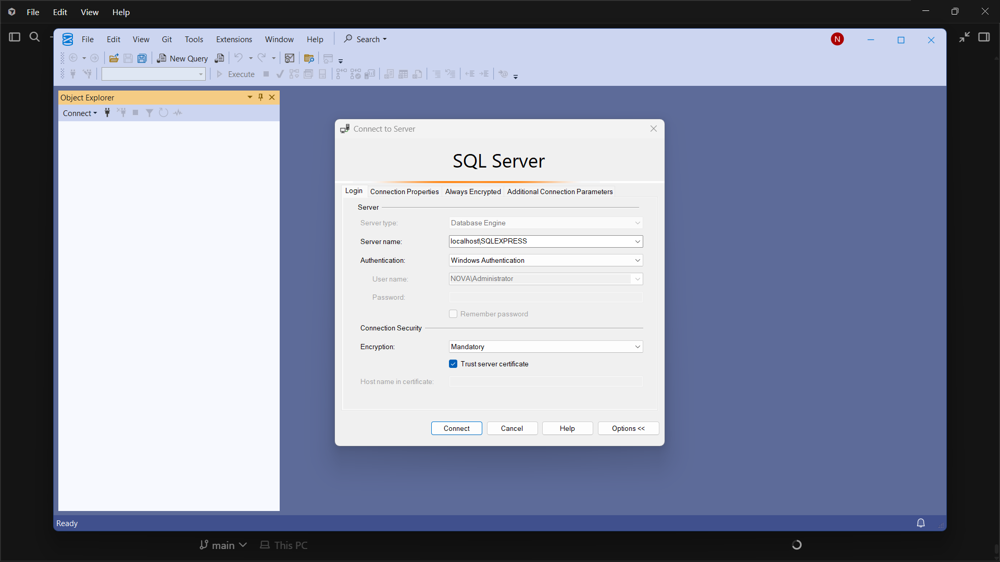 File Edit View Help
File Edit View Git Tools Extensions Window Help Search
N
New Query
Execute
Object Explorer
Connect
Connect to Server
SQL Server
Login Connection Properties Always Encrypted Additional Connection Parameters
Server
Server type: Database Engine
Server name: localhost\SQLEXPRESS
Authentication: Windows Authentication
User name: NOVA\Administrator
Password:
Remember password
Connection Security
Encryption: Mandatory
Trust server certificate
Host name in certificate:
Connect Cancel Help Options <<
Ready
main This PC